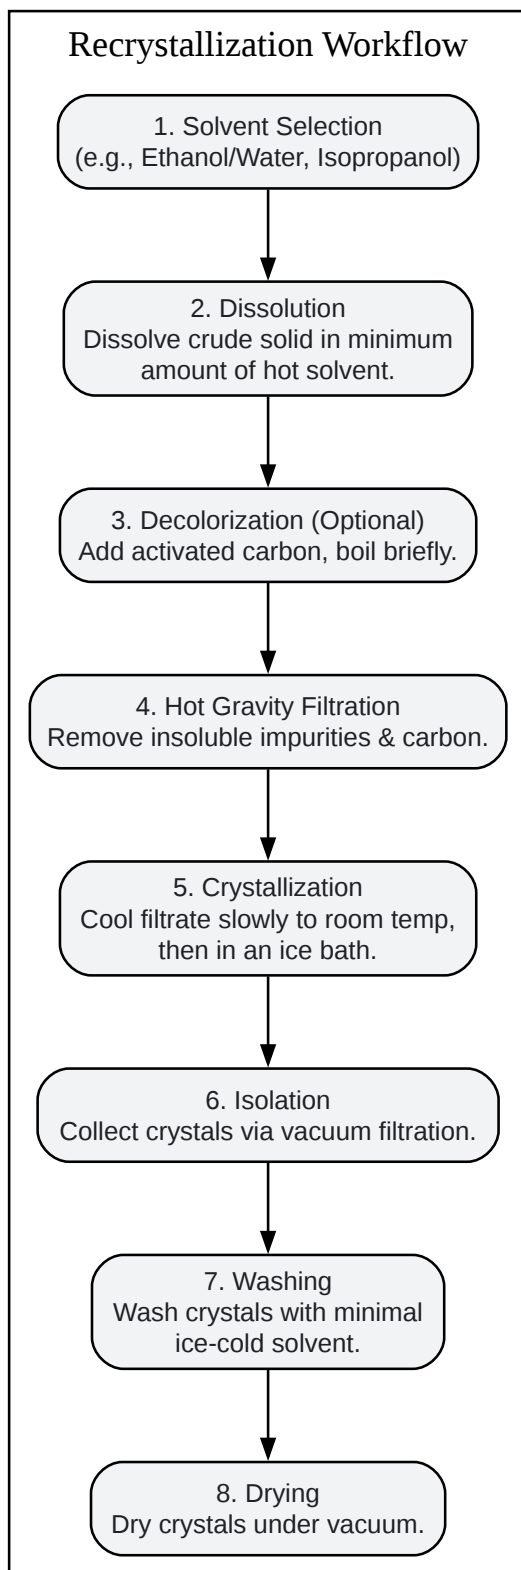 Recrystallization Workflow
1. Solvent Selection
(e.g., Ethanol/Water, Isopropanol)
2. Dissolution
Dissolve crude solid in minimum
amount of hot solvent.
3. Decolorization (Optional)
Add activated carbon, boil briefly.
4. Hot Gravity Filtration
Remove insoluble impurities & carbon.
5. Crystallization
Cool filtrate slowly to room temp,
then in an ice bath.
6. Isolation
Collect crystals via vacuum filtration.
7. Washing
Wash crystals with minimal
ice-cold solvent.
8. Drying
Dry crystals under vacuum.